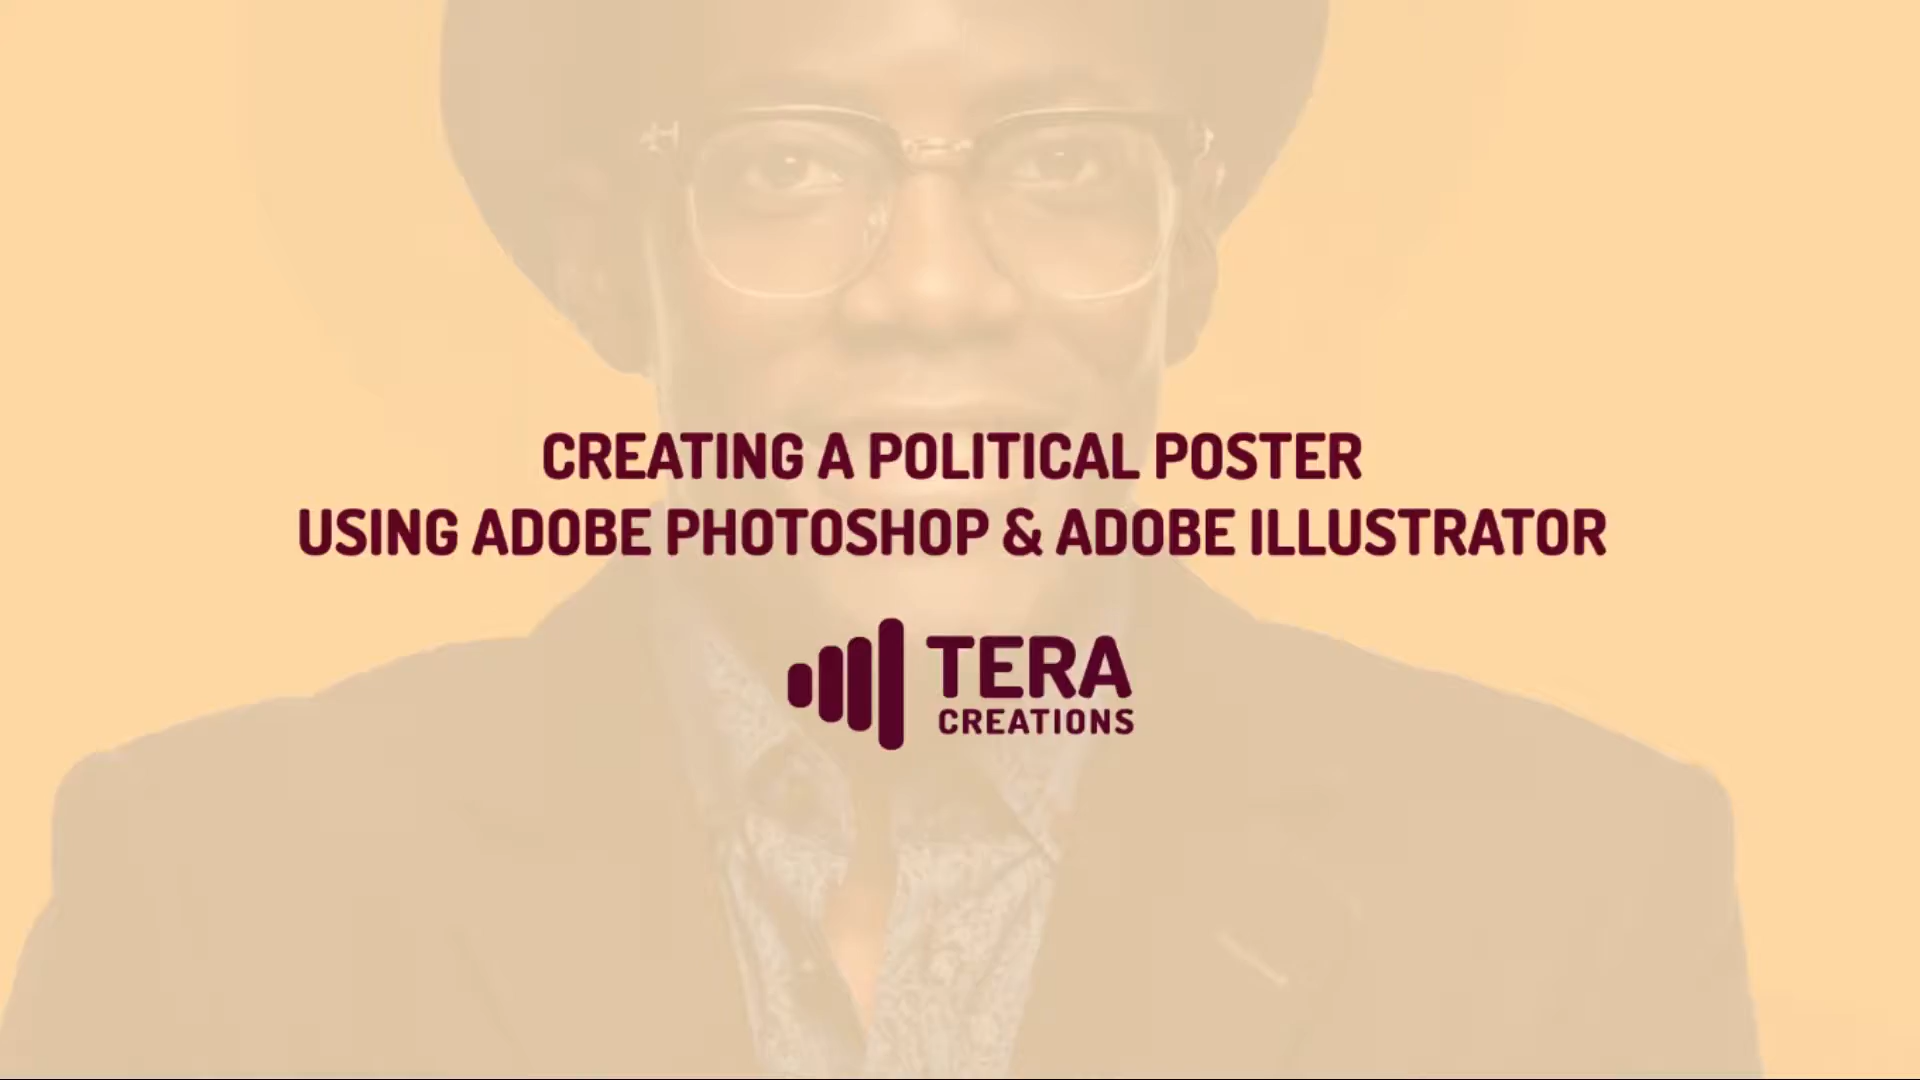 CREATING A POLITICAL POSTER
USING ADOBE PHOTOSHOP & ADOBE ILLUSTRATOR
TERA
CREATIONS